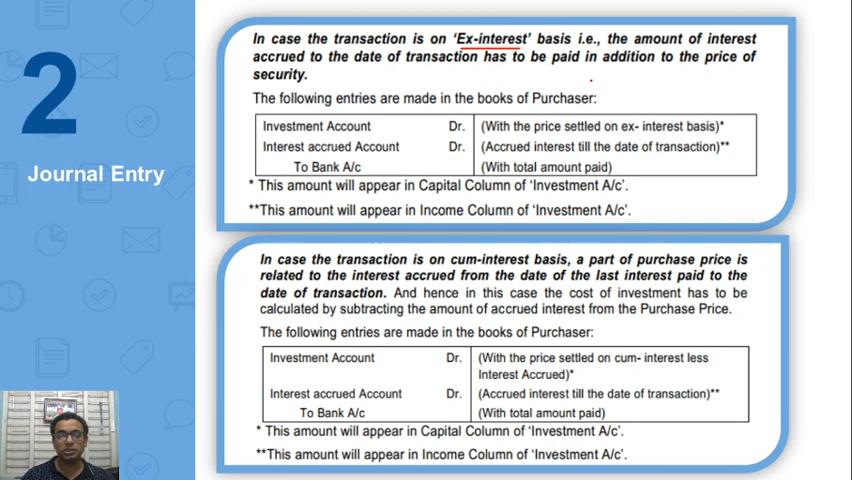 2
Journal Entry
In case the transaction is on 'Ex-interest' basis i.e., the amount of interest
accrued to the date of transaction has to be paid in addition to the price of
security.
The following entries are made in the books of Purchaser:
Investment Account Dr. (With the price settled on ex- interest basis)*
Interest accrued Account Dr. (Accrued interest till the date of transaction)**
To Bank A/c (With total amount paid)
* This amount will appear in Capital Column of 'Investment A/c'.
**This amount will appear in Income Column of 'Investment A/c'.
In case the transaction is on cum-interest basis, a part of purchase price is
related to the interest accrued from the date of the last interest paid to the
date of transaction. And hence in this case the cost of investment has to be
calculated by subtracting the amount of accrued interest from the Purchase Price.
The following entries are made in the books of Purchaser:
Investment Account Dr. (With the price settled on cum- interest less
Interest Accrued)*
Interest accrued Account Dr. (Accrued interest till the date of transaction)**
To Bank A/c (With total amount paid)
* This amount will appear in Capital Column of 'Investment A/c'.
**This amount will appear in Income Column of 'Investment A/c'.